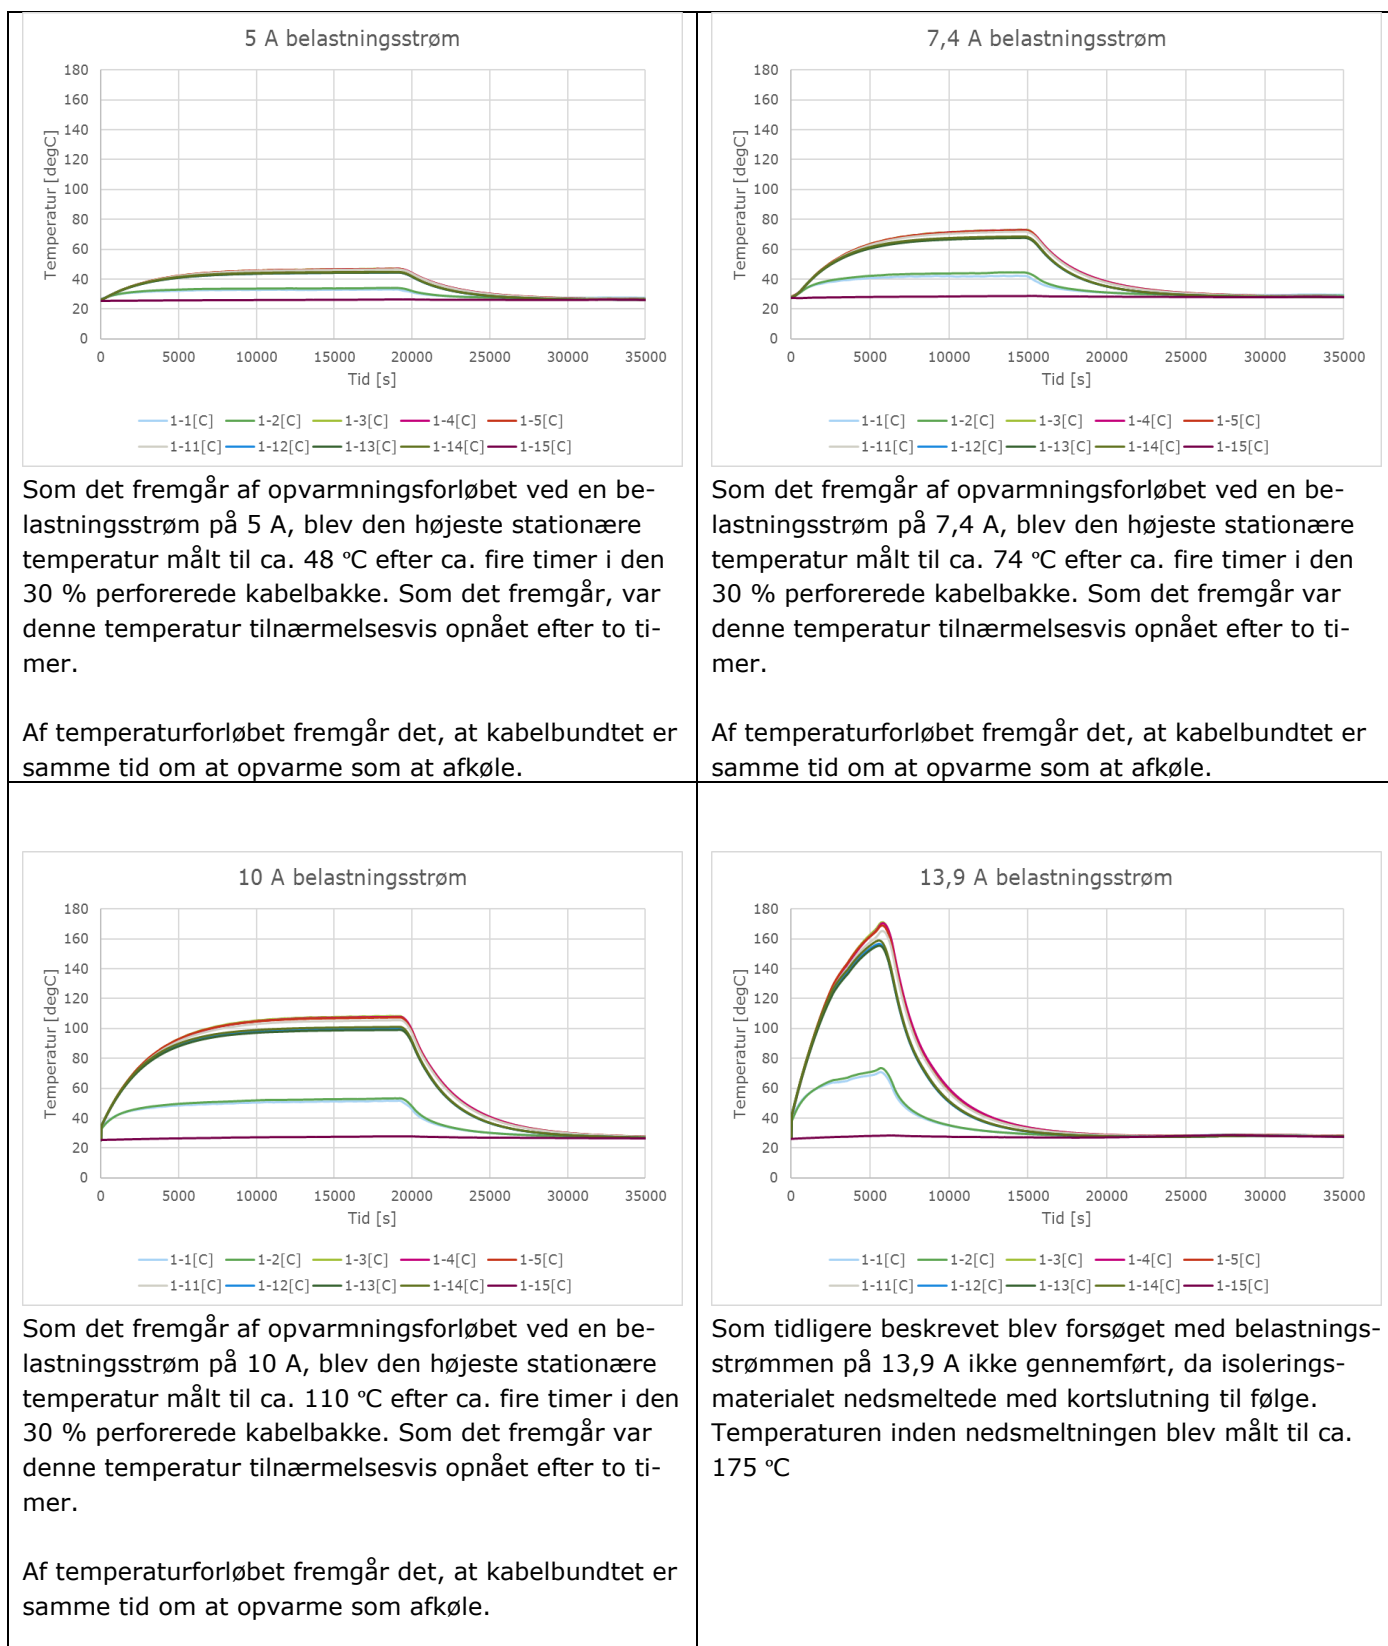 5 A belastningsstrøm
180
160
140
120
100
80
60
40
20
0
Temperatur [degC]
0 5000 10000 15000 20000 25000 30000 35000
Tid [s]
1-1[C] 1-2[C] 1-3[C] 1-4[C] 1-5[C]
1-11[C] 1-12[C] 1-13[C] 1-14[C] 1-15[C]
Som det fremgår af opvarmningsforløbet ved en be-
lastningsstrøm på 5 A, blev den højeste stationære
temperatur målt til ca. 48 °C efter ca. fire timer i den
30 % perforerede kabelbakke. Som det fremgår, var
denne temperatur tilnærmelsesvis opnået efter to ti-
mer.
Af temperaturforløbet fremgår det, at kabelbundtet er
samme tid om at opvarme som at afkøle.
7,4 A belastningsstrøm
180
160
140
120
100
80
60
40
20
0
Temperatur [degC]
0 5000 10000 15000 20000 25000 30000 35000
Tid [s]
1-1[C] 1-2[C] 1-3[C] 1-4[C] 1-5[C]
1-11[C] 1-12[C] 1-13[C] 1-14[C] 1-15[C]
Som det fremgår af opvarmningsforløbet ved en be-
lastningsstrøm på 7,4 A, blev den højeste stationære
temperatur målt til ca. 74 °C efter ca. fire timer i den
30 % perforerede kabelbakke. Som det fremgår var
denne temperatur tilnærmelsesvis opnået efter to ti-
mer.
Af temperaturforløbet fremgår det, at kabelbundtet er
samme tid om at opvarme som at afkøle.
10 A belastningsstrøm
180
160
140
120
100
80
60
40
20
0
Temperatur [degC]
0 5000 10000 15000 20000 25000 30000 35000
Tid [s]
1-1[C] 1-2[C] 1-3[C] 1-4[C] 1-5[C]
1-11[C] 1-12[C] 1-13[C] 1-14[C] 1-15[C]
Som det fremgår af opvarmningsforløbet ved en be-
lastningsstrøm på 10 A, blev den højeste stationære
temperatur målt til ca. 110 °C efter ca. fire timer i den
30 % perforerede kabelbakke. Som det fremgår var
denne temperatur tilnærmelsesvis opnået efter to ti-
mer.
Af temperaturforløbet fremgår det, at kabelbundtet er
samme tid om at opvarme som afkøle.
13,9 A belastningsstrøm
180
160
140
120
100
80
60
40
20
0
Temperatur [degC]
0 5000 10000 15000 20000 25000 30000 35000
Tid [s]
1-1[C] 1-2[C] 1-3[C] 1-4[C] 1-5[C]
1-11[C] 1-12[C] 1-13[C] 1-14[C] 1-15[C]
Som tidligere beskrevet blev forsøget med belastnings-
strømmen på 13,9 A ikke gennemført, da isolerings-
materialet nedsmeltede med kortslutning til følge.
Temperaturen inden nedsmeltningen blev målt til ca.
175 °C